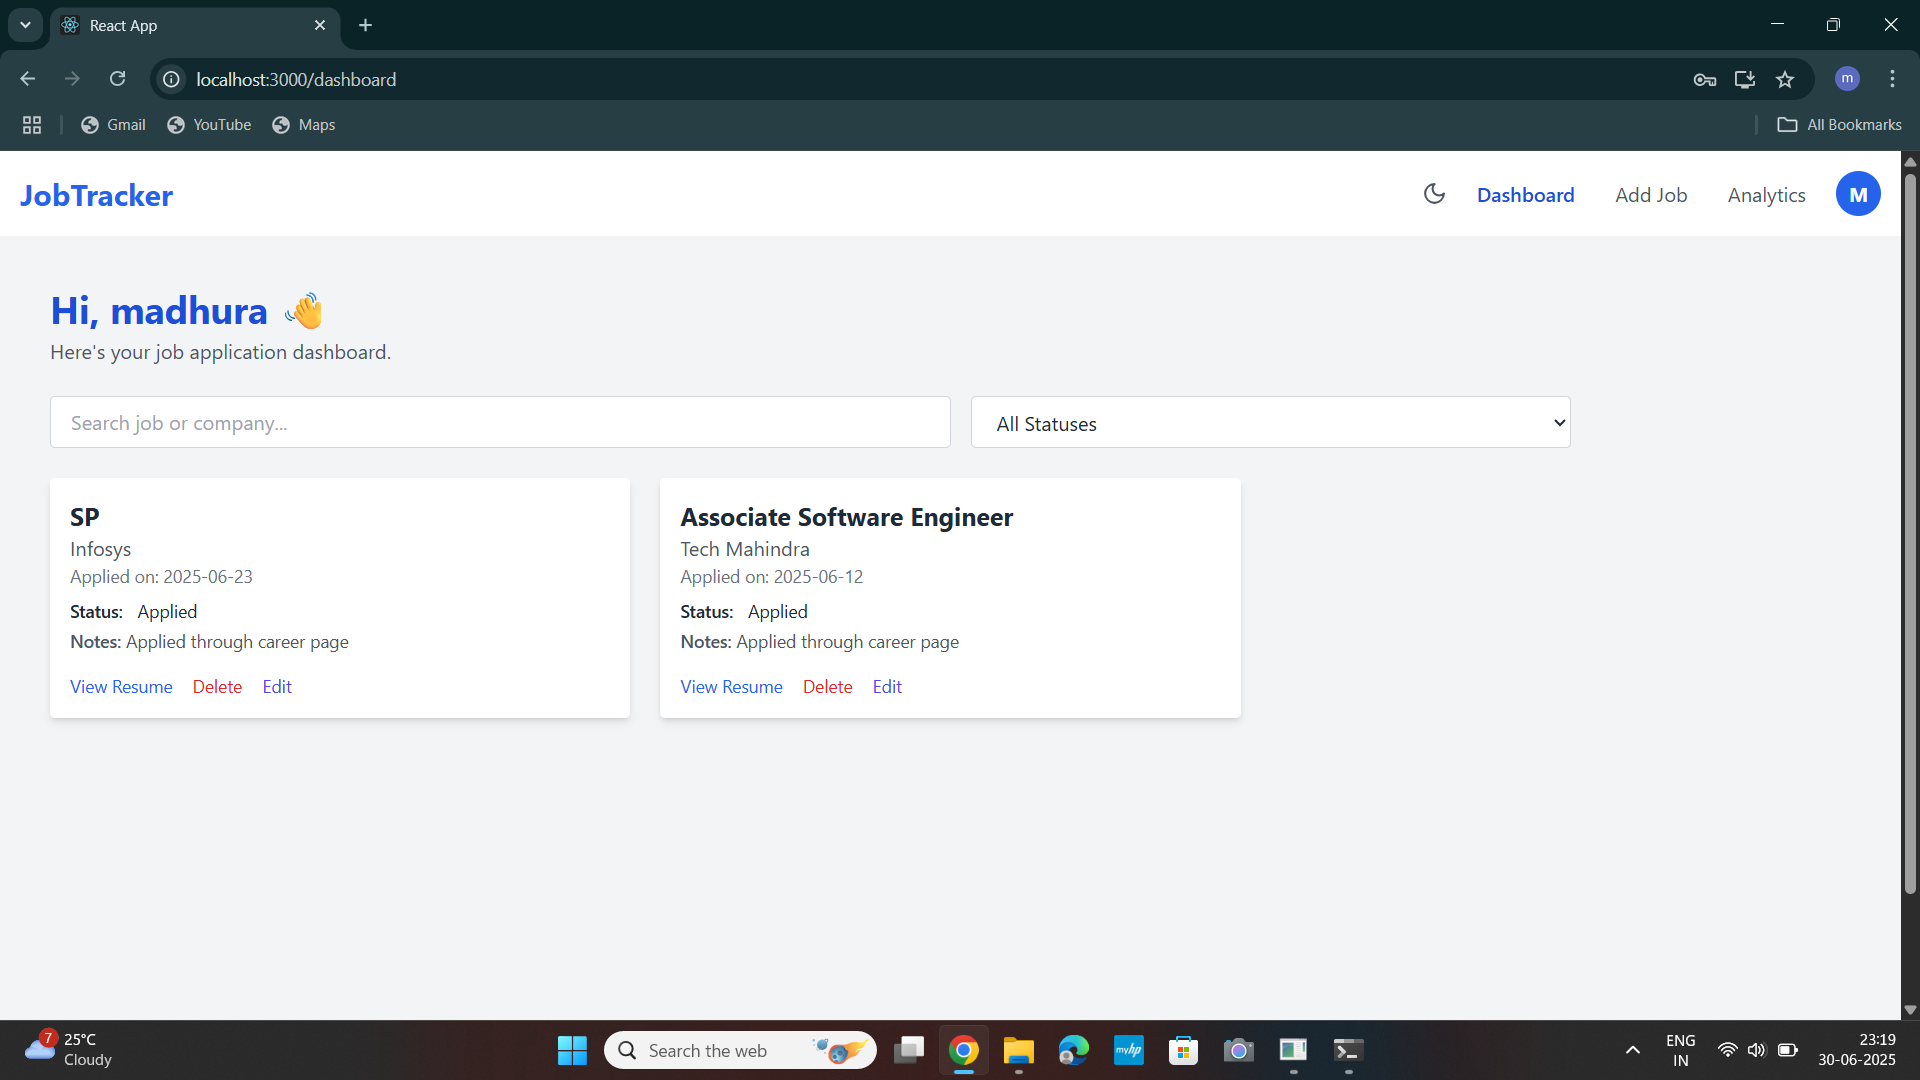 React App
localhost:3000/dashboard
m
Gmail YouTube Maps All Bookmarks
JobTracker Dashboard Add Job Analytics M
Hi, madhura 👋
Here's your job application dashboard.
Search job or company... All Statuses
SP
Infosys
Applied on: 2025-06-23
Status: Applied
Notes: Applied through career page
View Resume Delete Edit
Associate Software Engineer
Tech Mahindra
Applied on: 2025-06-12
Status: Applied
Notes: Applied through career page
View Resume Delete Edit
7
25°C
Cloudy
Search the web
myhp
ENG
IN
23:19
30-06-2025